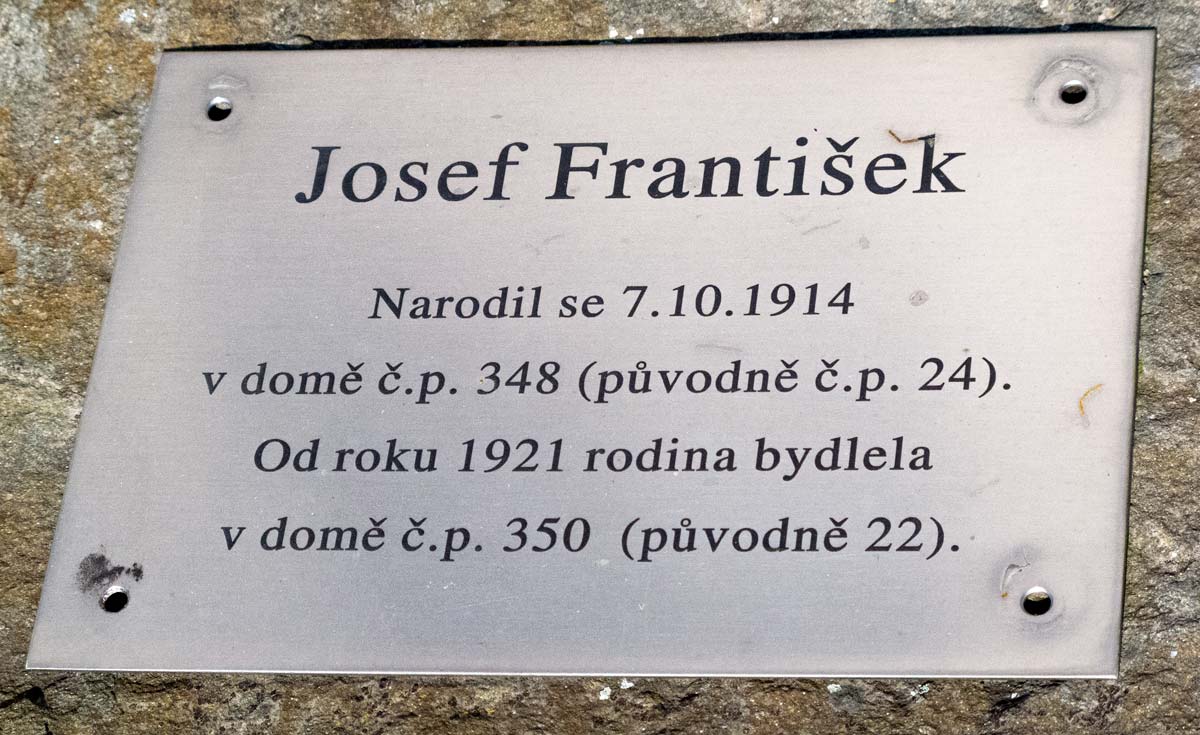 Josef František
Narodil se 7.10.1914
v domě č.p. 348 (původně č.p. 24).
Od roku 1921 rodina bydlela
v domě č.p. 350 (původně 22).